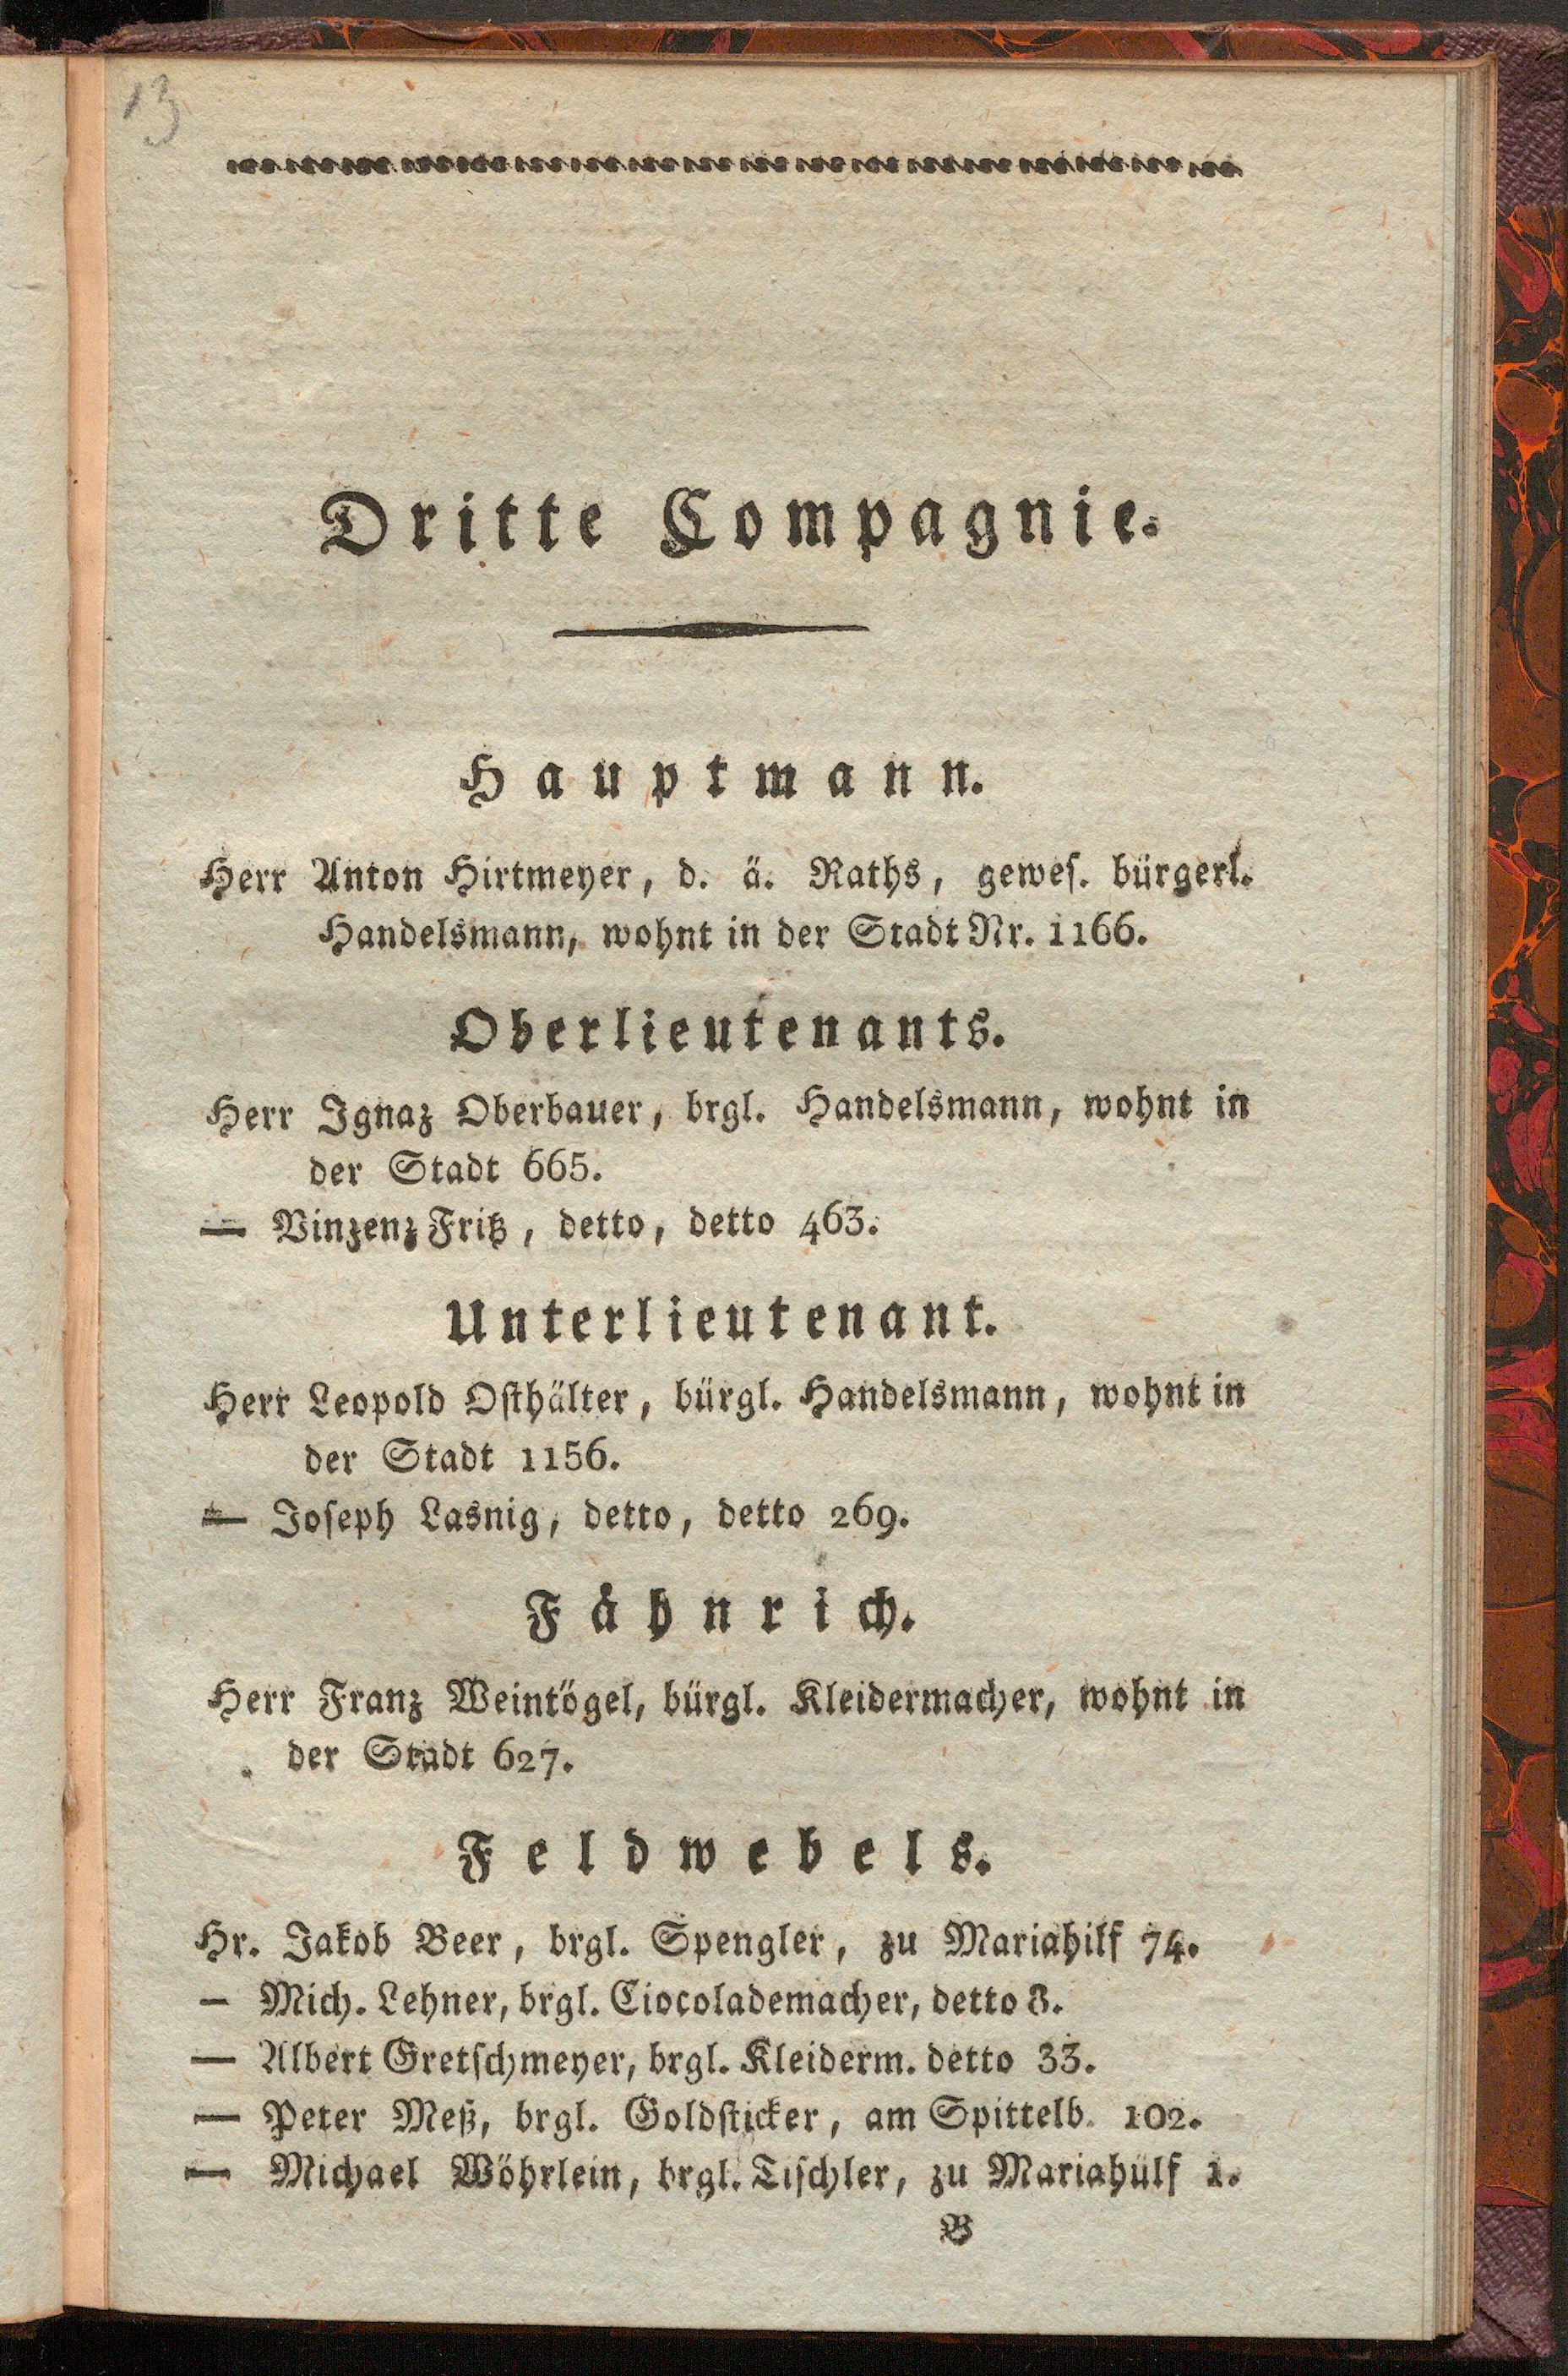 13
Dritte Compagnie.
Hauptmann.
Herr Anton Hirtmeyer, d. ä. Raths, geweſ. bürgerl.
Handelsmann, wohnt in der Stadt Nr. 1166.
Oberlieutenants.
Herr Ignaz Oberbauer, brgl. Handelsmann, wohnt in
der Stadt 665.
— Vinzenz Fritz, detto, detto 463.
Unterlieutenant.
Herr Leopold Oſthälter, bürgl. Handelsmann, wohnt in
der Stadt 1156.
— Joſeph Lasnig, detto, detto 269.
Fähnrich.
Herr Franz Weintögel, bürgl. Kleidermacher, wohnt in
der Stadt 627.
Feldwebels.
Hr. Jakob Beer, brgl. Spengler, zu Mariahilf 74.
— Mich. Lehner, brgl. Ciocolademacher, detto 8.
— Albert Gretſchmeyer, brgl. Kleiderm. detto 33.
— Peter Meß, brgl. Goldſticker, am Spittelb. 102.
— Michael Wöhrlein, brgl. Tiſchler, zu Mariahülf 1.
B